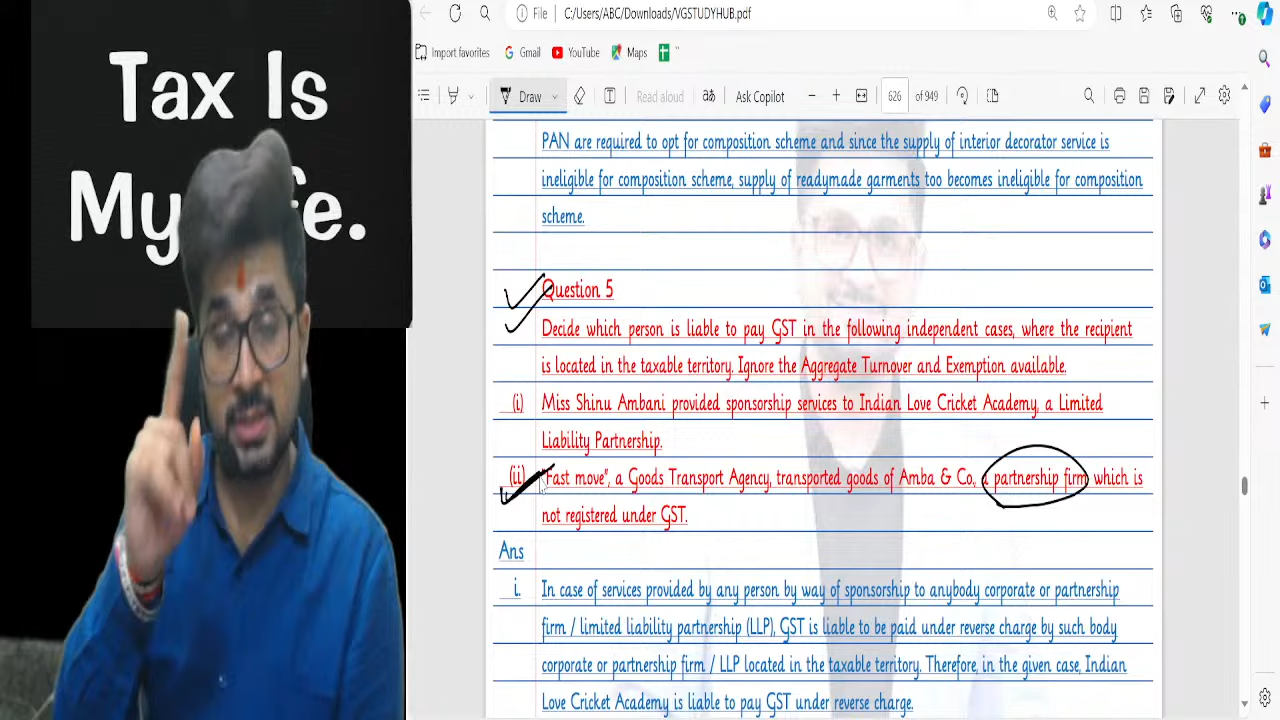 Tax Is
My fe.
File
C:/Users/ABC/Downloads/VGSTUDYHUB.pdf
Import favorites
Gmail
YouTube
Maps
Draw
Read aloud
Ask Copilot
626
of 949
PAN are required to opt for composition scheme and since the supply of interior decorator service is
ineligible for composition scheme, supply of readymade garments too becomes ineligible for composition
scheme.
Question 5
Decide which person is liable to pay GST in the following independent cases, where the recipient
is located in the taxable territory. Ignore the Aggregate Turnover and Exemption available.
(i) Miss Shinu Ambani provided sponsorship services to Indian Love Cricket Academy, a Limited
Liability Partnership.
(ii) "Fast move", a Goods Transport Agency, transported goods of Amba & Co., a partnership firm which is
not registered under GST.
Ans
i. In case of services provided by any person by way of sponsorship to anybody corporate or partnership
firm / limited liability partnership (LLP), GST is liable to be paid under reverse charge by such body
corporate or partnership firm / LLP located in the taxable territory. Therefore, in the given case, Indian
Love Cricket Academy is liable to pay GST under reverse charge.